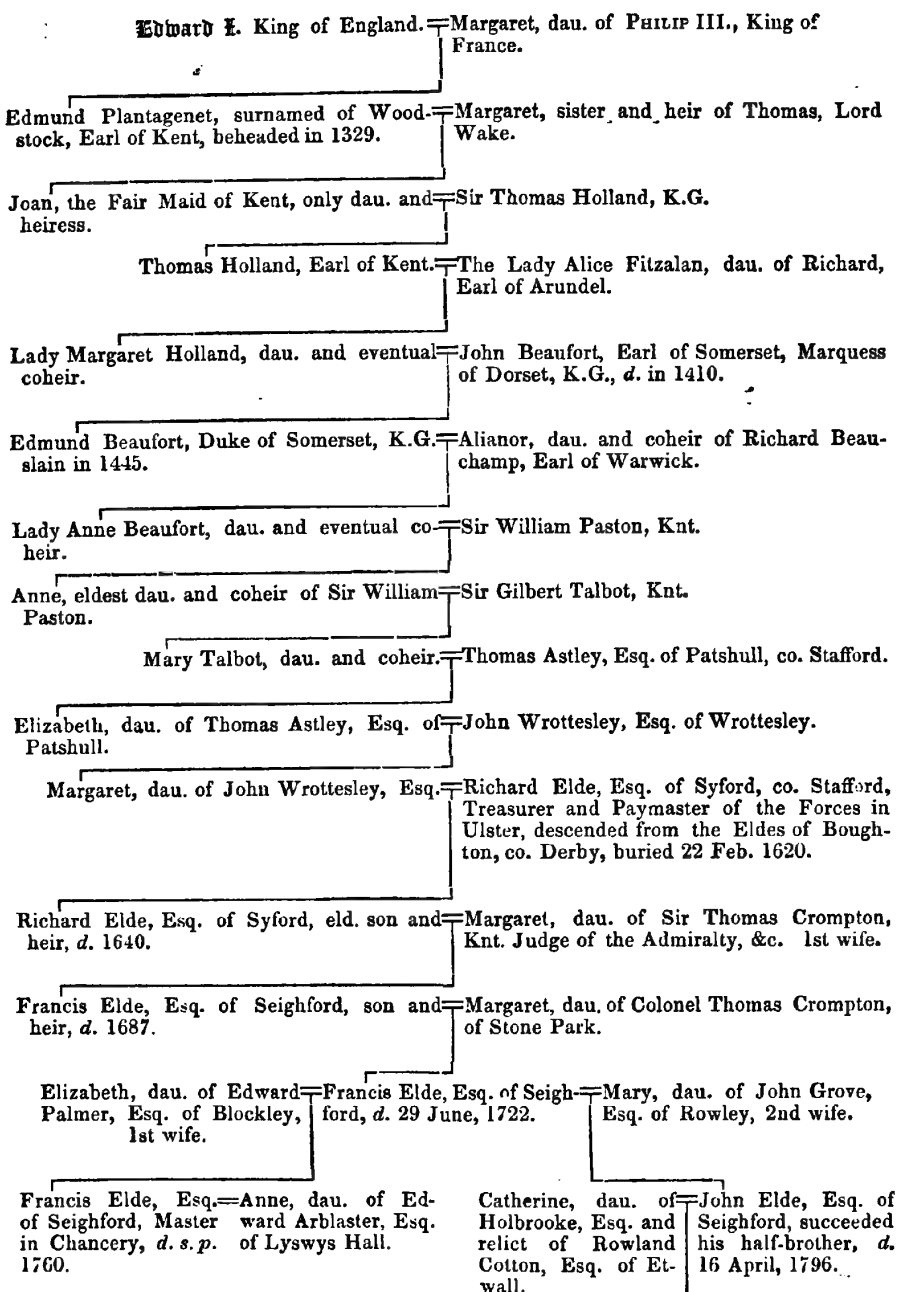 Edward I. King of England. Margaret, dau. of PHILIP III., King of
France.
Edmund Plantagenet, surnamed of Wood- Margaret, sister and heir of Thomas, Lord
stock, Earl of Kent, beheaded in 1329. Wake.
Joan, the Fair Maid of Kent, only dau. and Sir Thomas Holland, K.G.
heiress.
Thomas Holland, Earl of Kent. The Lady Alice Fitzalan, dau. of Richard,
Earl of Arundel.
Lady Margaret Holland, dau. and eventual John Beaufort, Earl of Somerset, Marquess
coheir. of Dorset, K.G., d. in 1410.
Edmund Beaufort, Duke of Somerset, K.G. Alianor, dau. and coheir of Richard Beau-
slain in 1445. champ, Earl of Warwick.
Lady Anne Beaufort, dau. and eventual co- Sir William Paston, Knt.
heir.
Anne, eldest dau. and coheir of Sir William Sir Gilbert Talbot, Knt.
Paston.
Mary Talbot, dau. and coheir. Thomas Astley, Esq. of Patshull, co. Stafford.
Elizabeth, dau. of Thomas Astley, Esq. of John Wrottesley, Esq. of Wrottesley.
Patshull.
Margaret, dau. of John Wrottesley, Esq. Richard Elde, Esq. of Syford, co. Stafford,
Treasurer and Paymaster of the Forces in
Ulster, descended from the Eldes of Bough-
ton, co. Derby, buried 22 Feb. 1620.
Richard Elde, Esq. of Syford, eld. son and Margaret, dau. of Sir Thomas Crompton,
heir, d. 1640. Knt. Judge of the Admiralty, &c. 1st wife.
Francis Elde, Esq. of Seighford, son and Margaret, dau. of Colonel Thomas Crompton,
heir, d. 1687. of Stone Park.
Elizabeth, dau. of Edward Francis Elde, Esq. of Seigh- Mary, dau. of John Grove,
Palmer, Esq. of Blockley, ford, d. 29 June, 1722. Esq. of Rowley, 2nd wife.
1st wife.
Francis Elde, Esq. Anne, dau. of Ed- Catherine, dau. of John Elde, Esq. of
of Seighford, Master ward Arblaster, Esq. Holbrooke, Esq. and Seighford, succeeded
in Chancery, d. s. p. of Lyswys Hall. relict of Rowland his half-brother, d.
1760. Cotton, Esq. of Et- 16 April, 1796.
wall.